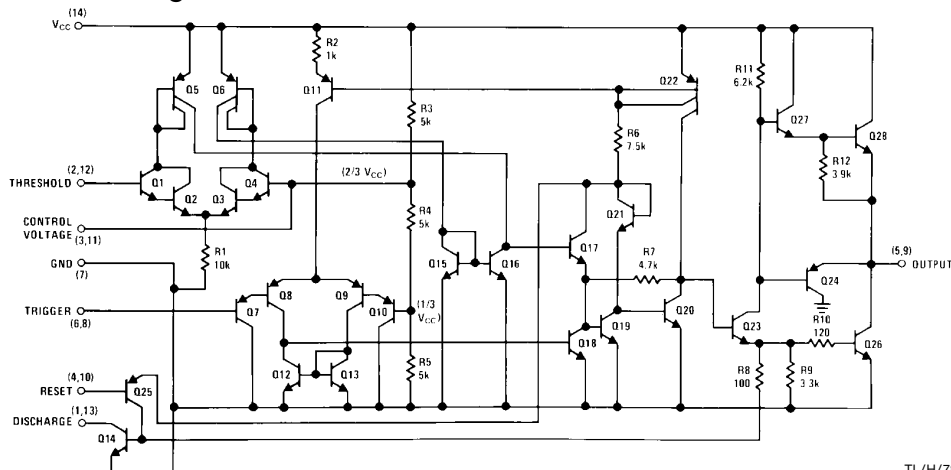 (14)
VCC
R2
1k
Q11
Q5
Q6
R3
5k
Q22
R11
6.2k
Q27
Q28
R6
7.5k
R12
3.9k
THRESHOLD
(2,12)
Q1
Q2
Q3
Q4
(2/3 VCC)
CONTROL
VOLTAGE
(3,11)
R1
10k
R4
5k
Q15
Q16
Q17
Q21
R7
4.7k
GND
(7)
Q24
(5,9)
OUTPUT
TRIGGER
(6,8)
Q7
Q8
Q9
Q10
(1/3
VCC)
Q18
Q19
Q20
Q23
R10
120
Q26
Q12
Q13
R5
5k
R8
100
R9
3.3k
RESET
(4,10)
Q25
DISCHARGE
(1,13)
Q14